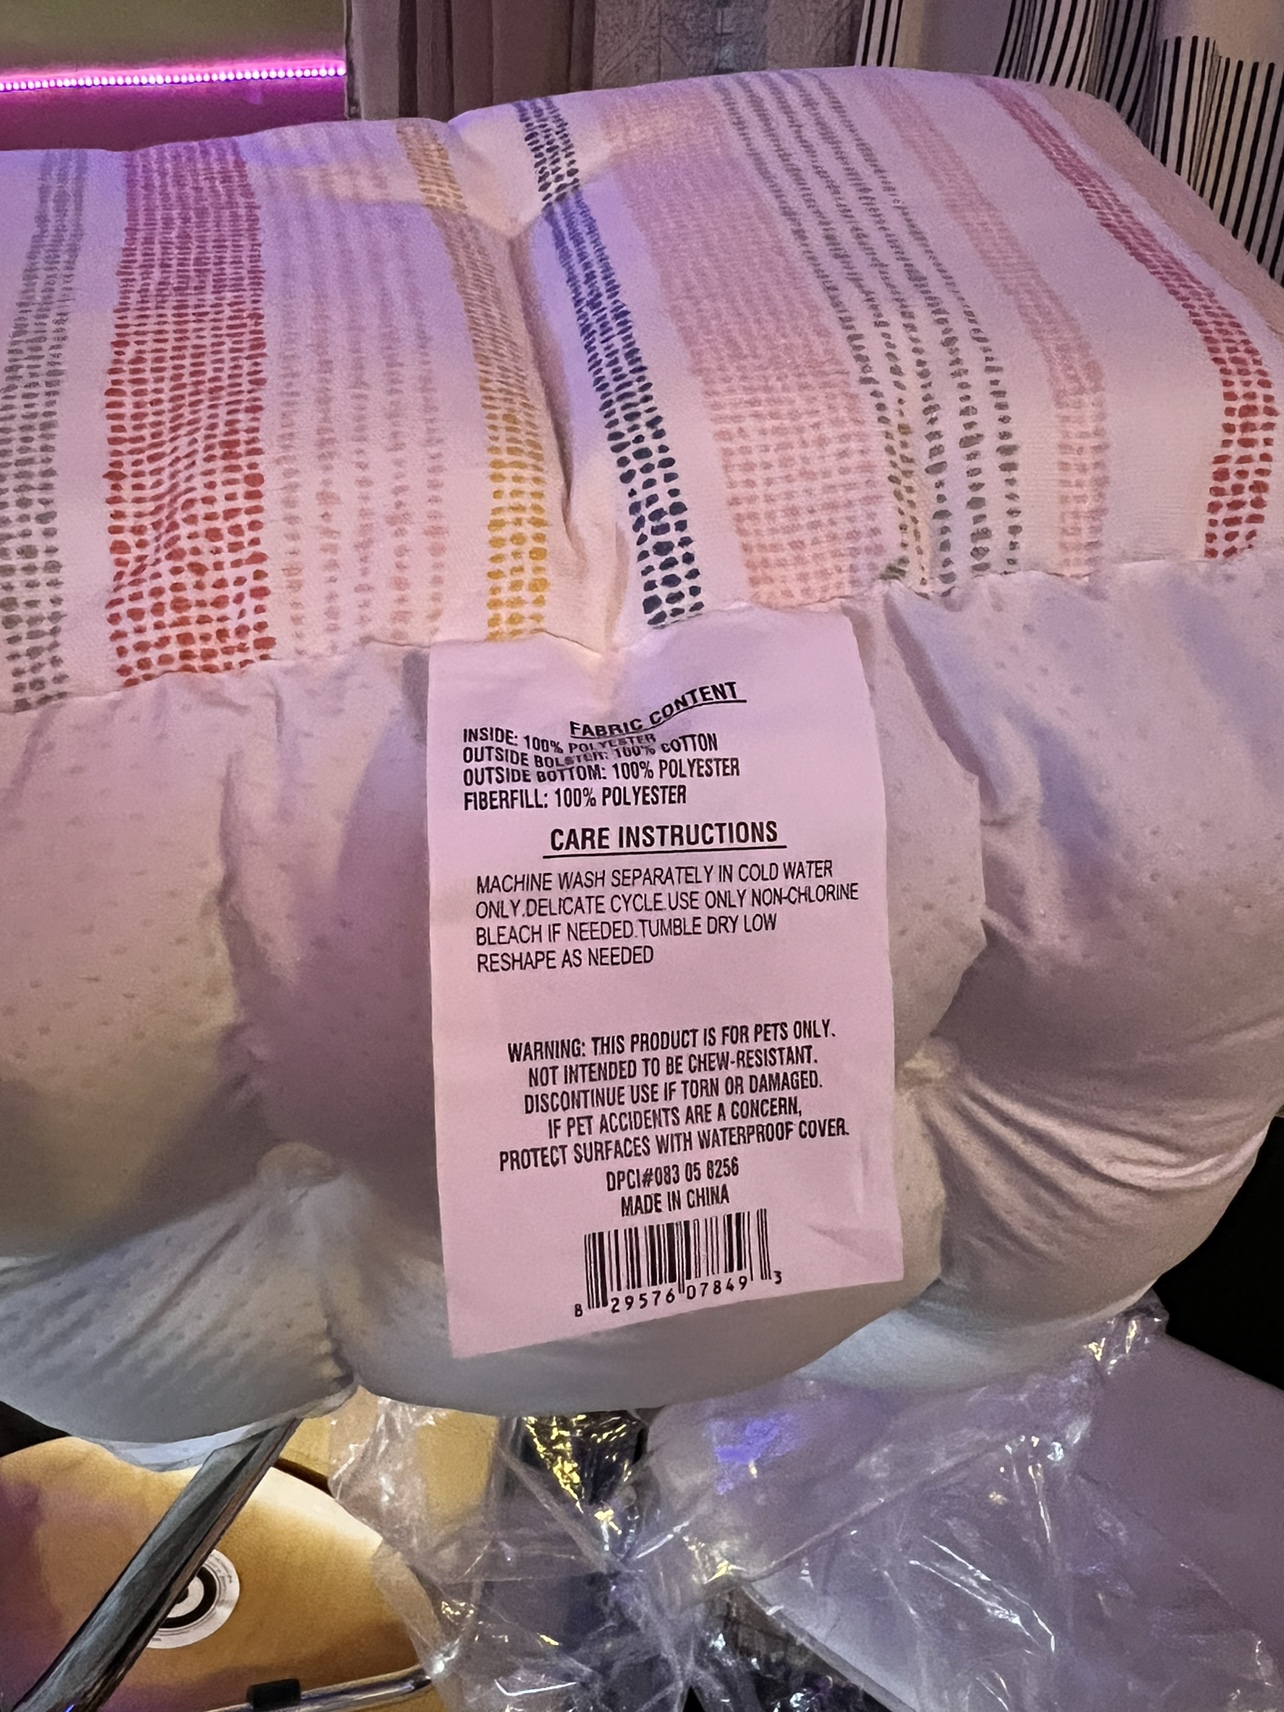 FABRIC CONTENT
INSIDE: 100% POLYESTER
OUTSIDE BOLSTER: 100% COTTON
OUTSIDE BOTTOM: 100% POLYESTER
FIBERFILL: 100% POLYESTER
CARE INSTRUCTIONS
MACHINE WASH SEPARATELY IN COLD WATER
ONLY.DELICATE CYCLE.USE ONLY NON-CHLORINE
BLEACH IF NEEDED.TUMBLE DRY LOW
RESHAPE AS NEEDED
WARNING: THIS PRODUCT IS FOR PETS ONLY.
NOT INTENDED TO BE CHEW-RESISTANT.
DISCONTINUE USE IF TORN OR DAMAGED.
IF PET ACCIDENTS ARE A CONCERN,
PROTECT SURFACES WITH WATERPROOF COVER.
DPCI#083 05 8256
MADE IN CHINA
8 29576 07849 3